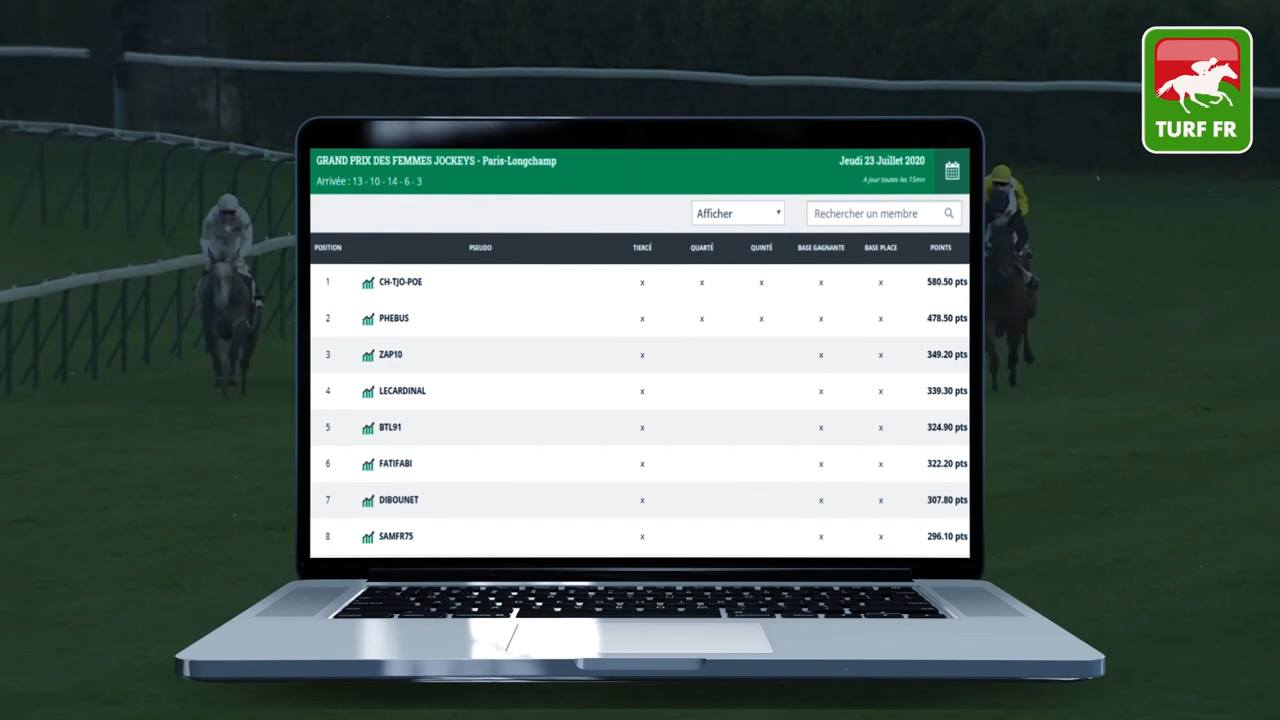 TURF FR
GRAND PRIX DES FEMMES JOCKEYS - Paris-Longchamp
Jeudi 23 Juillet 2020
Arrivée : 13 - 10 - 14 - 6 - 3
A jour toutes les 15mn
Afficher
Rechercher un membre
POSITION PSEUDO TIERCÉ QUARTÉ QUINTÉ BASE GAGNANTE BASE PLACE POINTS
1 CH-TJO-POE x x x x x 580.50 pts
2 PHEBUS x x x x x 478.50 pts
3 ZAP10 x x x 349.20 pts
4 LECARDINAL x x x 339.30 pts
5 BTL91 x x x 324.90 pts
6 FATIFABI x x x 322.20 pts
7 DIBOUNET x x x 307.80 pts
8 SAMFR75 x x x 296.10 pts